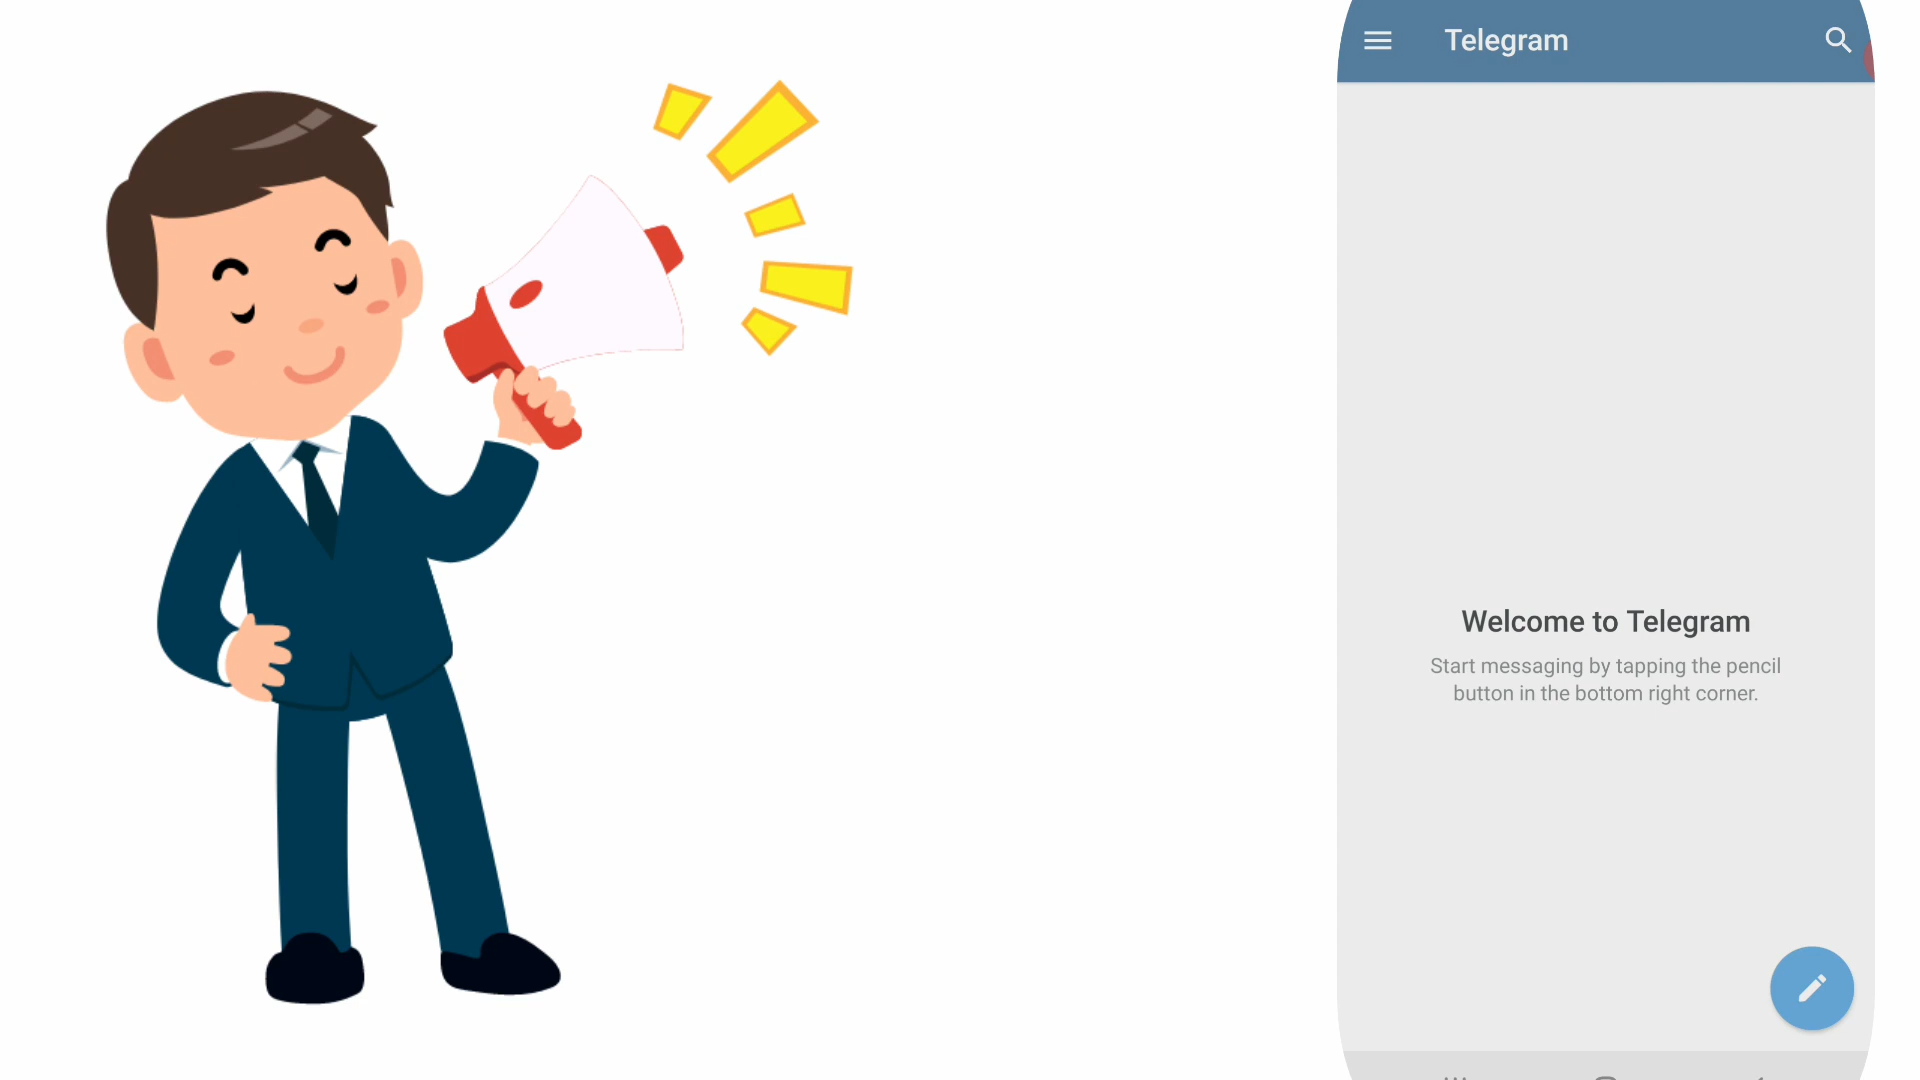 Telegram
Welcome to Telegram
Start messaging by tapping the pencil
button in the bottom right corner.